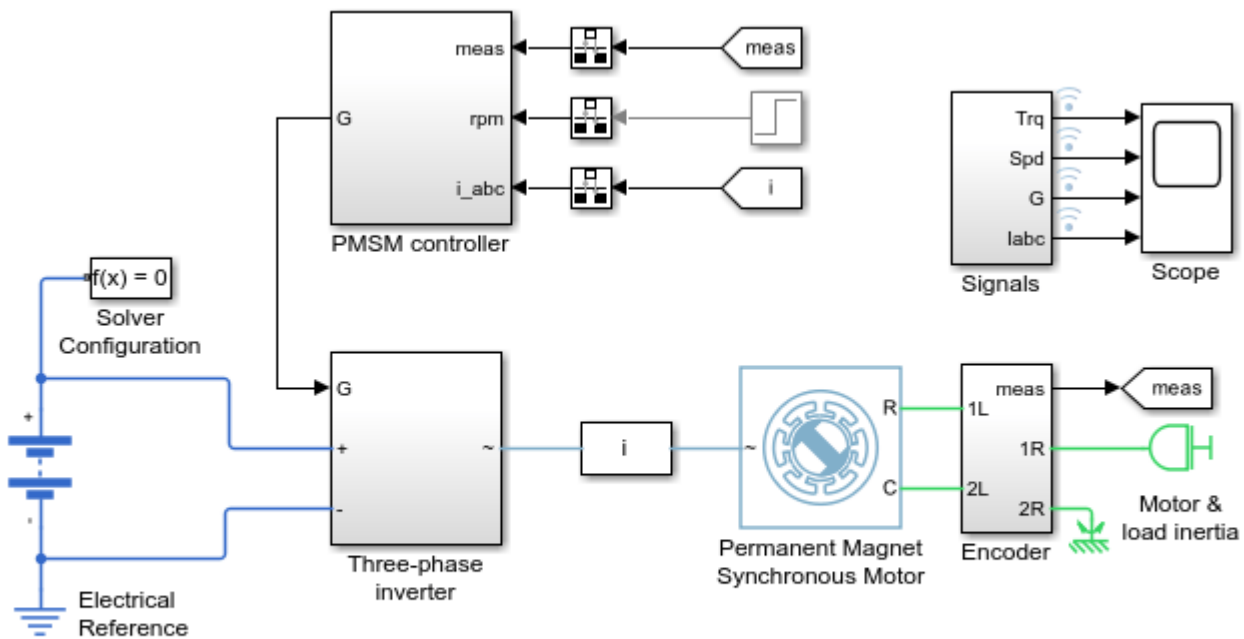 meas
meas
G
rpm
i_abc
i
PMSM controller
Trq
Spd
G
Iabc
Signals
Scope
f(x) = 0
Solver
Configuration
+
-
G
+
-
~
Three-phase
inverter
i
~
R
C
Permanent Magnet
Synchronous Motor
1L
2L
meas
1R
2R
Encoder
meas
Motor &
load inertia
Electrical
Reference